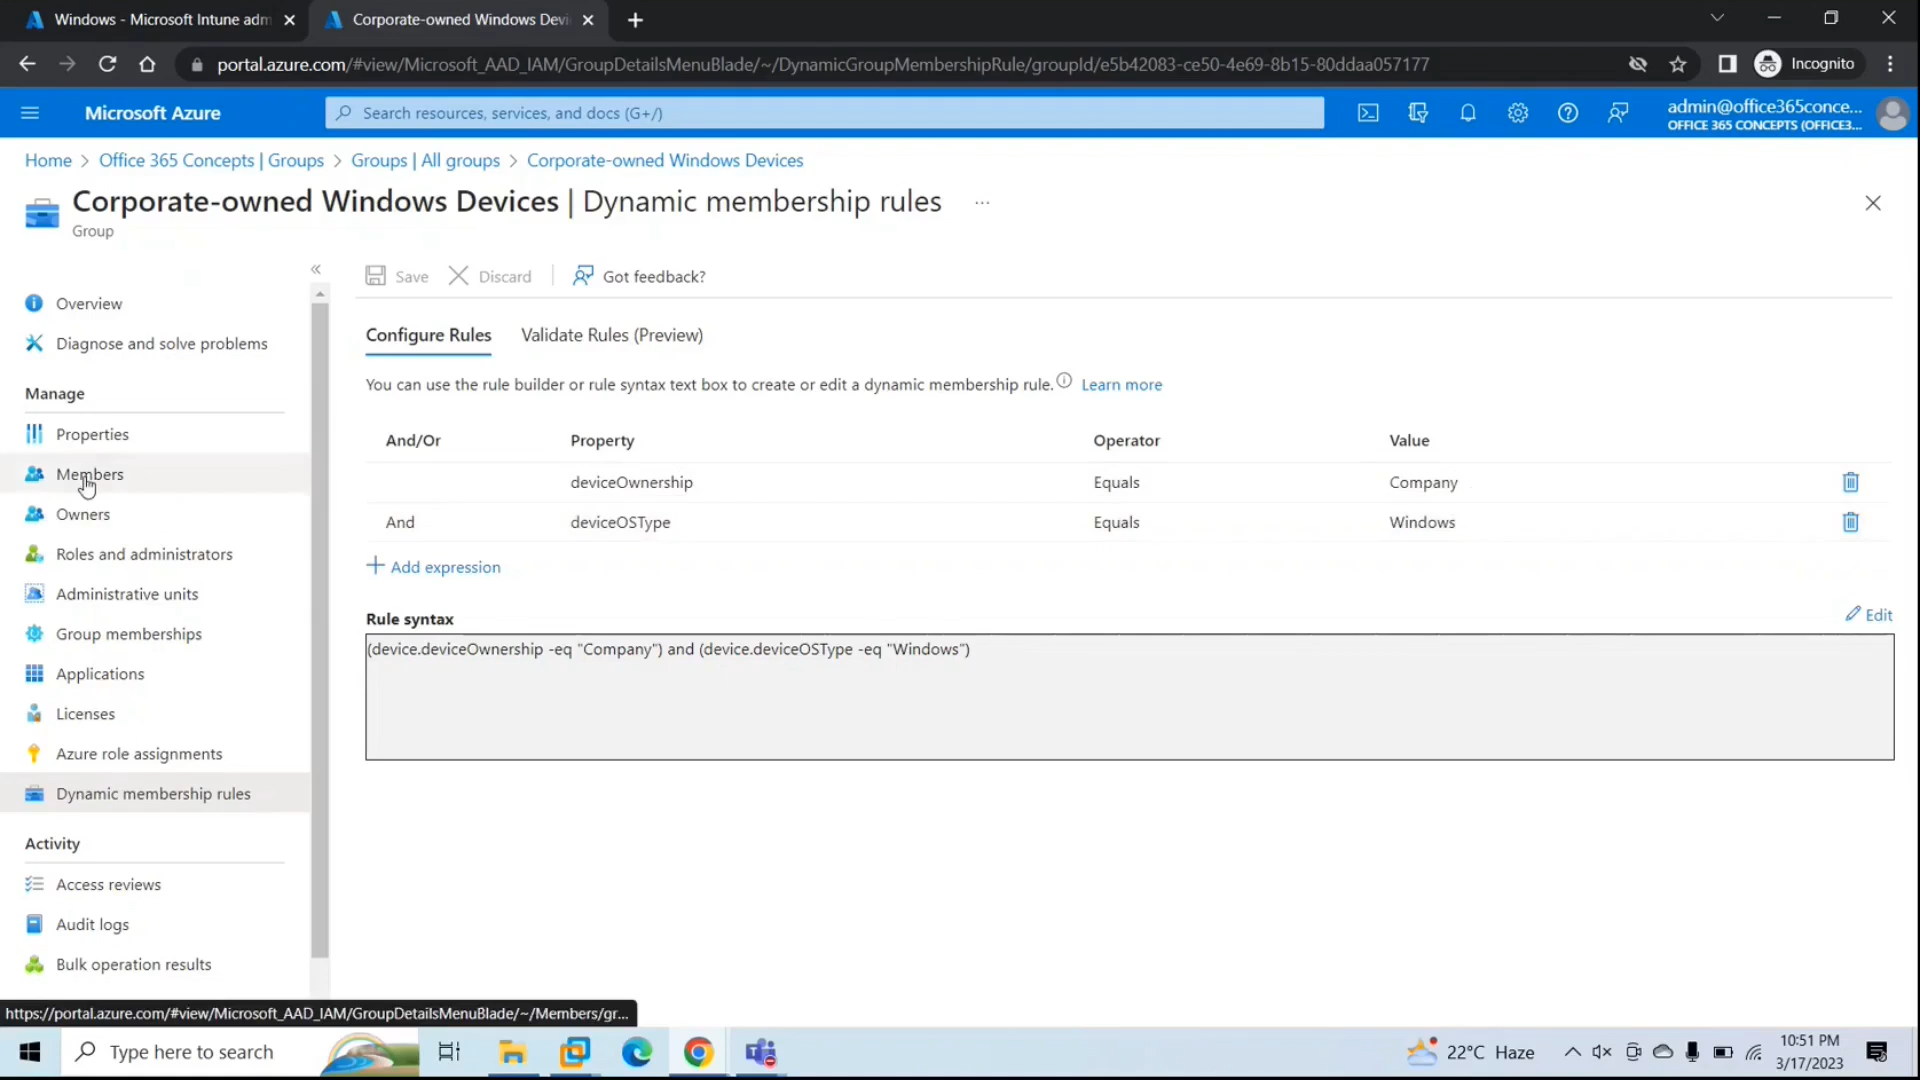 Windows - Microsoft Intune adm
Corporate-owned Windows Devi
portal.azure.com/#view/Microsoft_AAD_IAM/GroupDetailsMenuBlade/~/DynamicGroupMembershipRule/groupId/e5b42083-ce50-4e69-8b15-80ddaa057177
Incognito
Microsoft Azure
Search resources, services, and docs (G+/)
admin@office365conce...
OFFICE 365 CONCEPTS (OFFICE3...
Home > Office 365 Concepts | Groups > Groups | All groups > Corporate-owned Windows Devices
Corporate-owned Windows Devices | Dynamic membership rules ...
Group
Save
Discard
Got feedback?
Overview
Diagnose and solve problems
Manage
Properties
Members
Owners
Roles and administrators
Administrative units
Group memberships
Applications
Licenses
Azure role assignments
Dynamic membership rules
Activity
Access reviews
Audit logs
Bulk operation results
Configure Rules
Validate Rules (Preview)
You can use the rule builder or rule syntax text box to create or edit a dynamic membership rule. Learn more
And/Or Property Operator Value
deviceOwnership Equals Company
And deviceOSType Equals Windows
Add expression
Rule syntax
Edit
(device.deviceOwnership -eq "Company") and (device.deviceOSType -eq "Windows")
https://portal.azure.com/#view/Microsoft_AAD_IAM/GroupDetailsMenuBlade/~/Members/gr...
Type here to search
22°C Haze
10:51 PM
3/17/2023